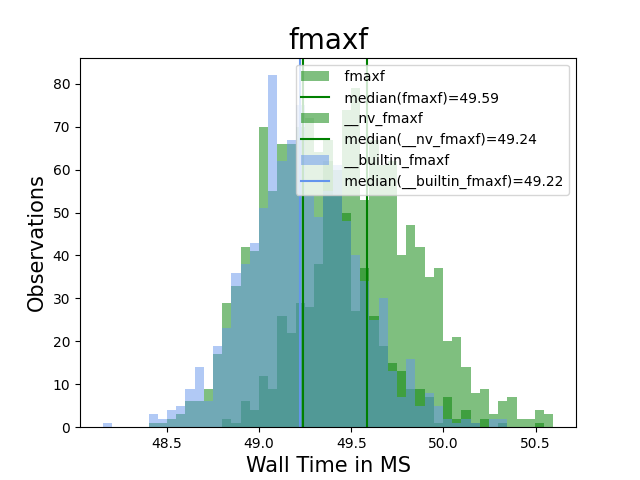 fmaxf
fmaxf
median(fmaxf)=49.59
__nv_fmaxf
median(__nv_fmaxf)=49.24
__builtin_fmaxf
median(__builtin_fmaxf)=49.22
Observations
80
70
60
50
40
30
20
10
0
48.5 49.0 49.5 50.0 50.5
Wall Time in MS